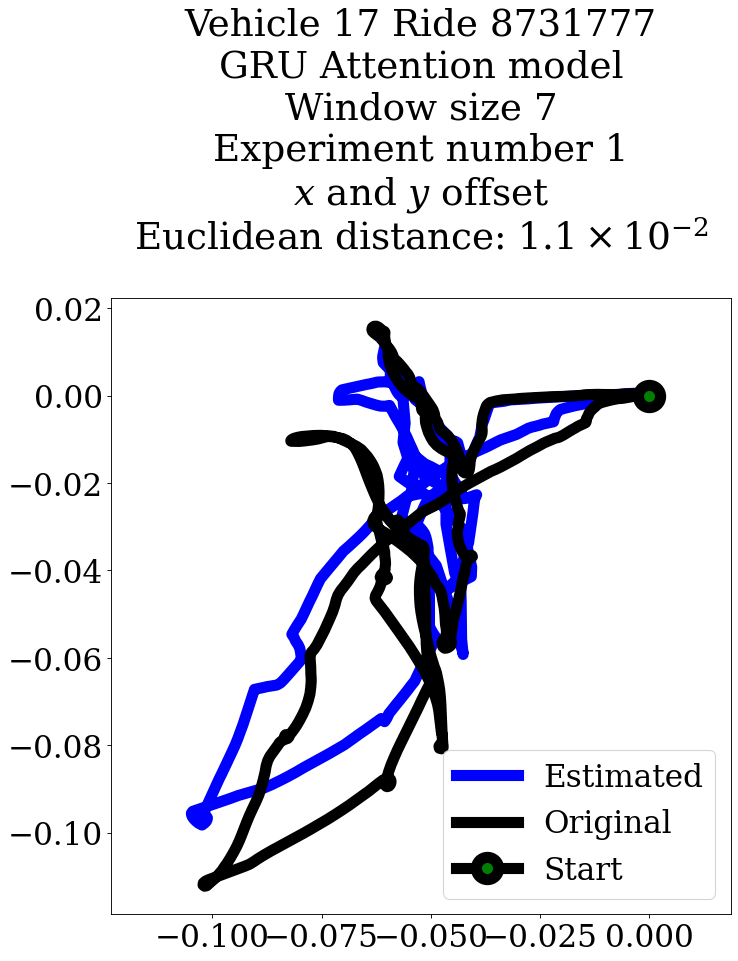 Vehicle 17 Ride 8731777
GRU Attention model
Window size 7
Experiment number 1
x and y offset
Euclidean distance: 1.1 × 10⁻²
0.02
0.00
−0.02
−0.04
−0.06
−0.08
−0.10
Estimated
Original
Start
−0.100 −0.075 −0.050 −0.025 0.000